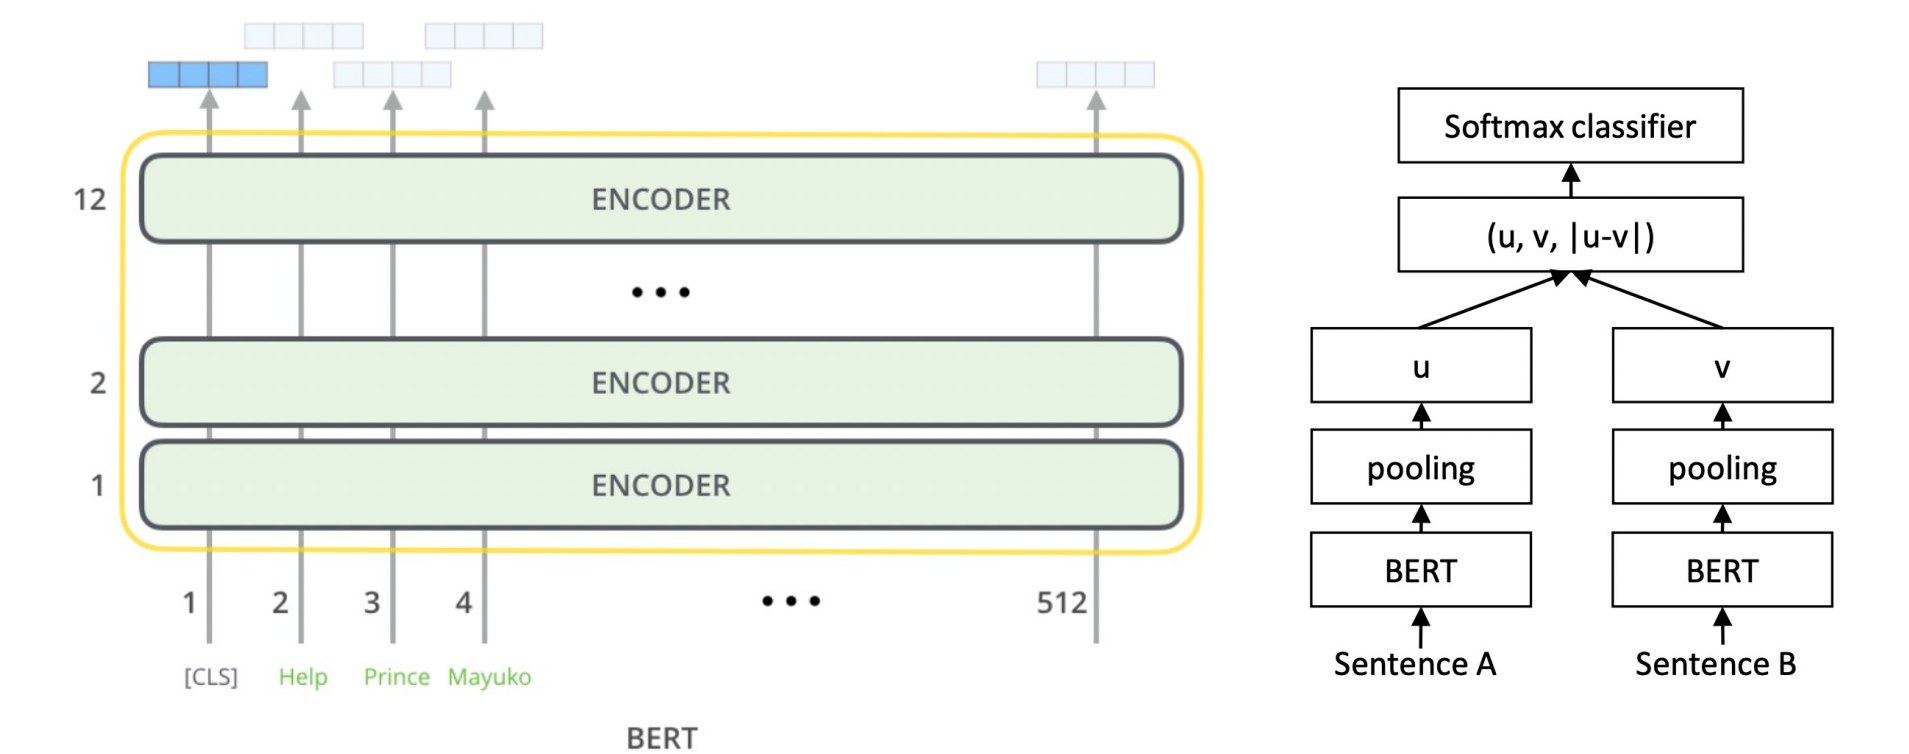 12
ENCODER
•••
2
ENCODER
1
ENCODER
1 2 3 4 ••• 512
[CLS] Help Prince Mayuko
BERT
Softmax classifier
(u, v, |u-v|)
u v
pooling pooling
BERT BERT
Sentence A Sentence B